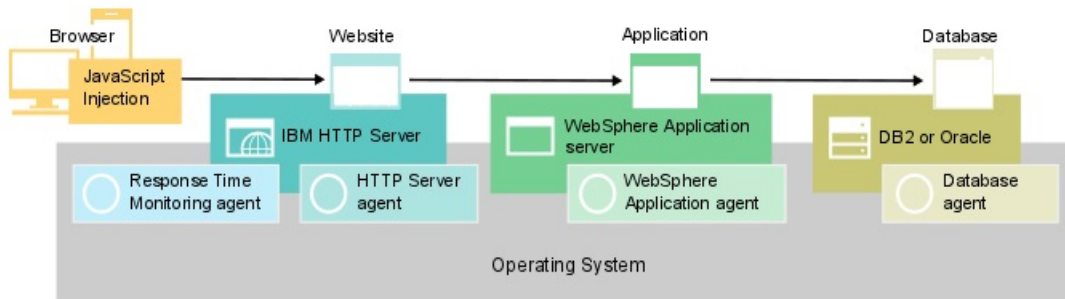 Browser
Website
Application
Database
JavaScript
Injection
IBM HTTP Server
WebSphere Application
server
DB2 or Oracle
Response Time
Monitoring agent
HTTP Server
agent
WebSphere
Application agent
Database
agent
Operating System